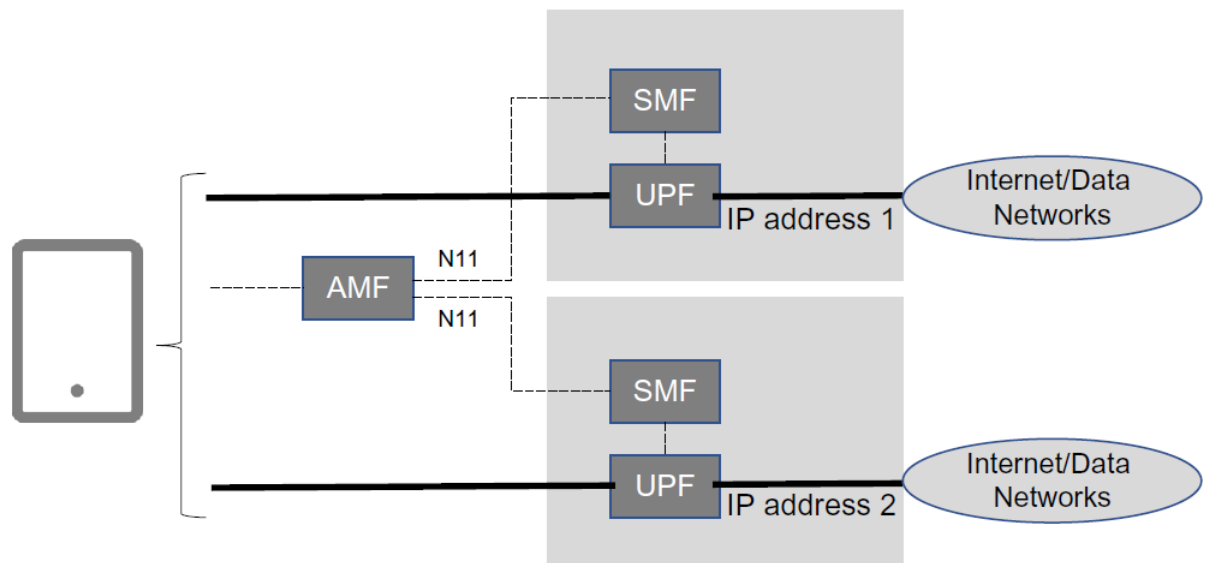 SMF
UPF
IP address 1
Internet/Data
Networks
N11
AMF
N11
SMF
UPF
IP address 2
Internet/Data
Networks